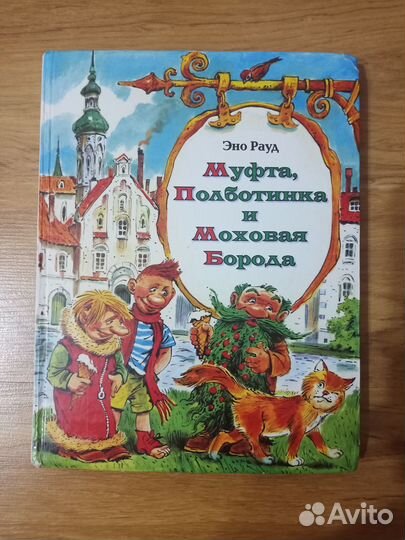 Эно Рауд
Муфта,
Полботинка
и
Моховая
Борода
Avito